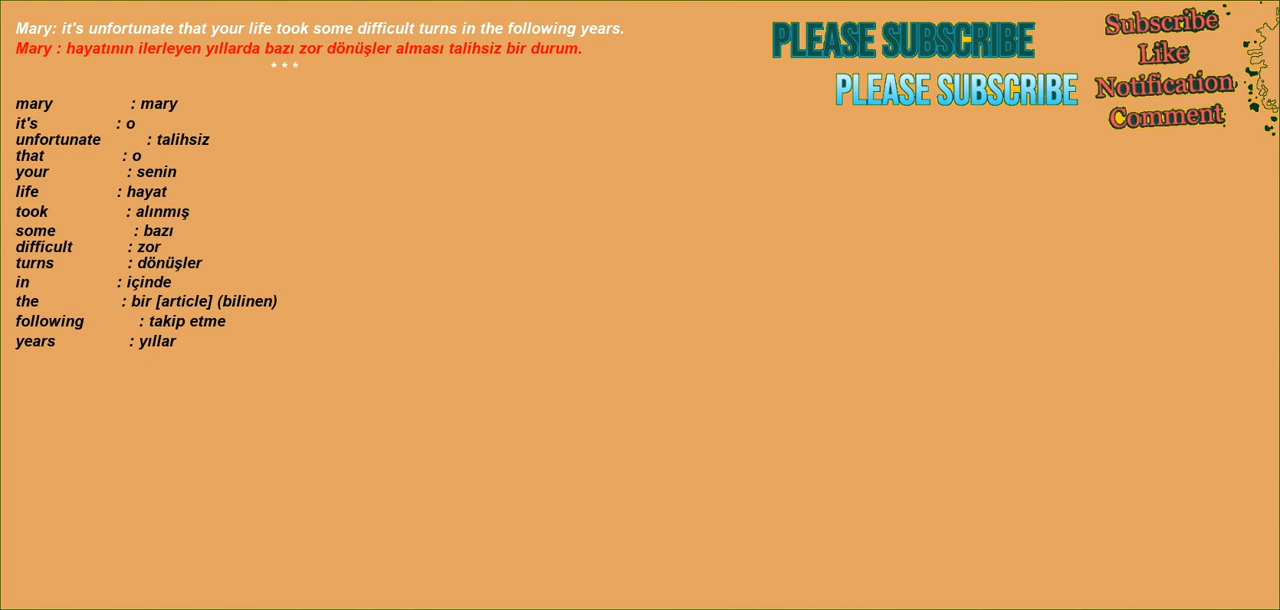 Mary: it's unfortunate that your life took some difficult turns in the following years.
Mary : hayatının ilerleyen yıllarda bazı zor dönüşler alması talihsiz bir durum.
* * *
mary : mary
it's : o
unfortunate : talihsiz
that : o
your : senin
life : hayat
took : alınmış
some : bazı
difficult : zor
turns : dönüşler
in : içinde
the : bir [article] (bilinen)
following : takip etme
years : yıllar
PLEASE SUBSCRIBE
PLEASE SUBSCRIBE
Subscribe
Like
Notification
Comment